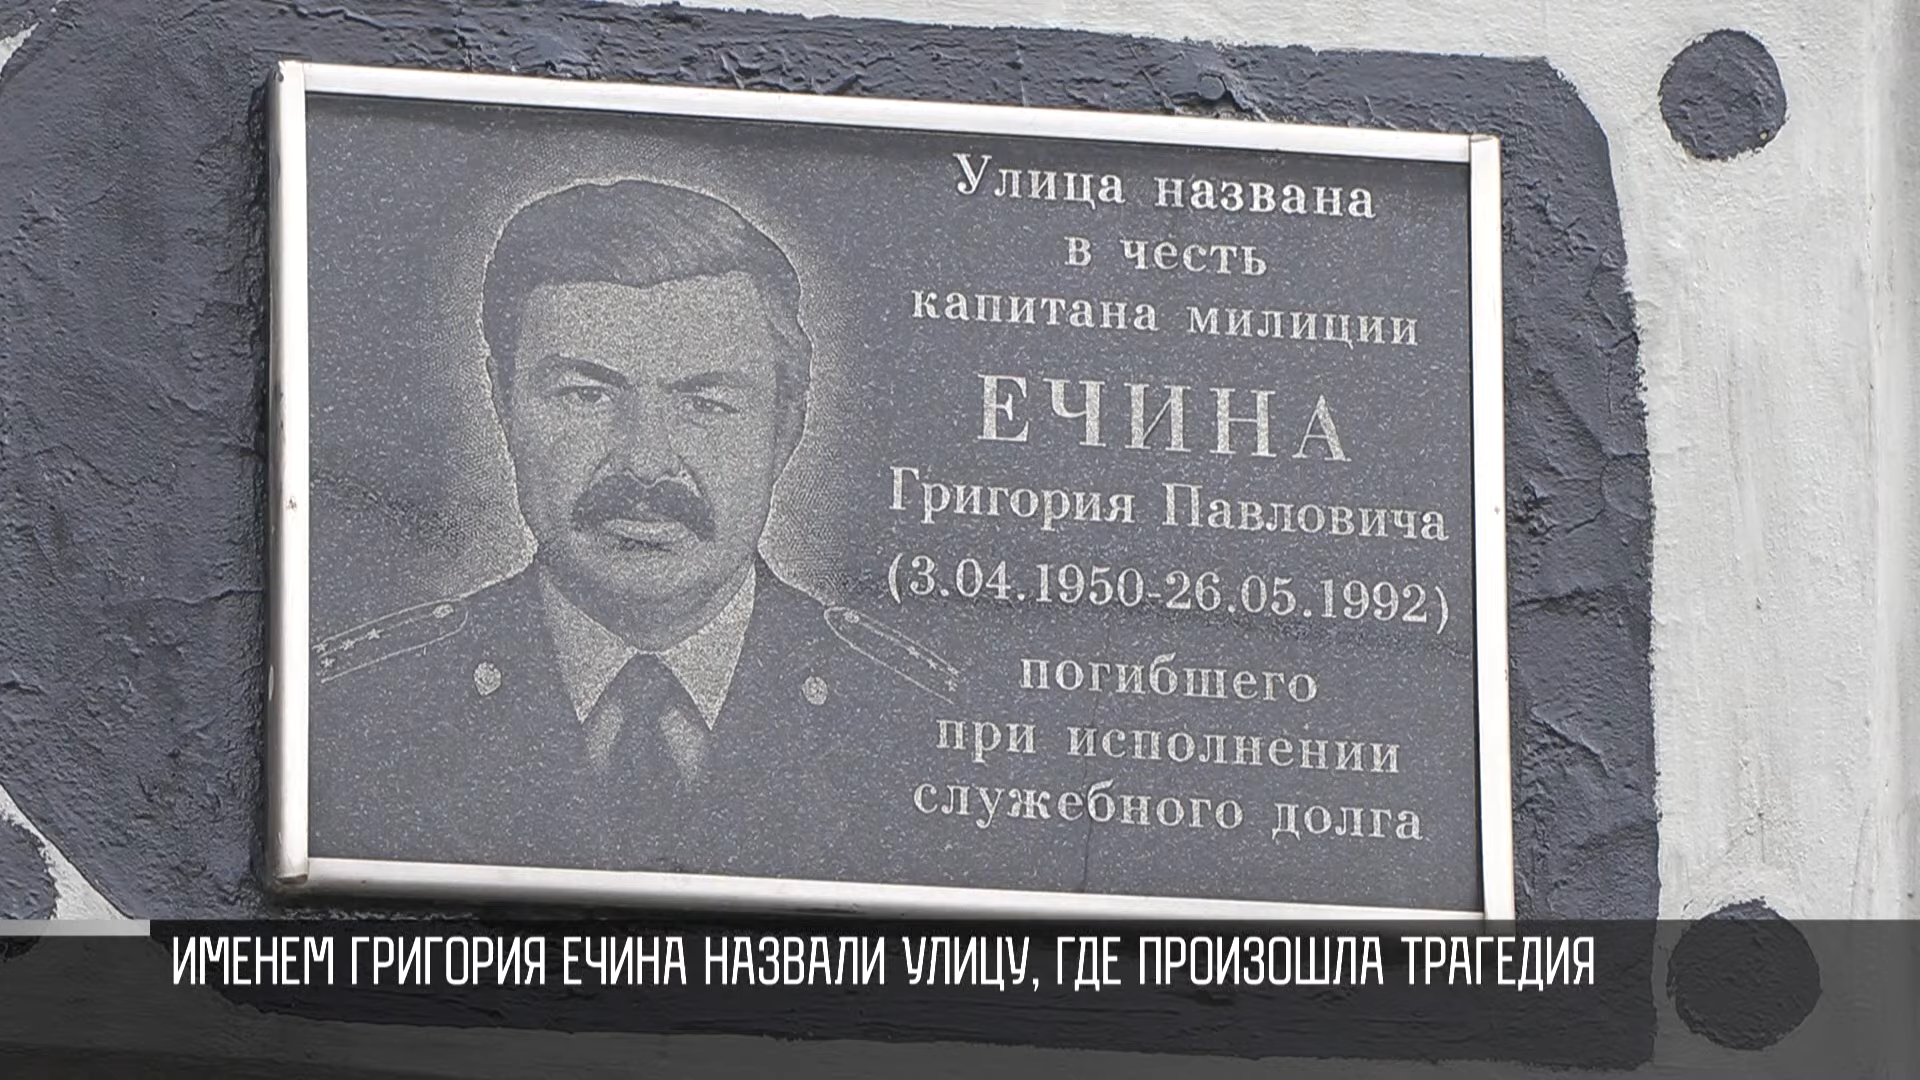 Улица названа
в честь
капитана милиции
ЕЧИНА
Григория Павловича
(3.04.1950-26.05.1992)
погибшего
при исполнении
служебного долга
ИМЕНЕМ ГРИГОРИЯ ЕЧИНА НАЗВАЛИ УЛИЦУ, ГДЕ ПРОИЗОШЛА ТРАГЕДИЯ